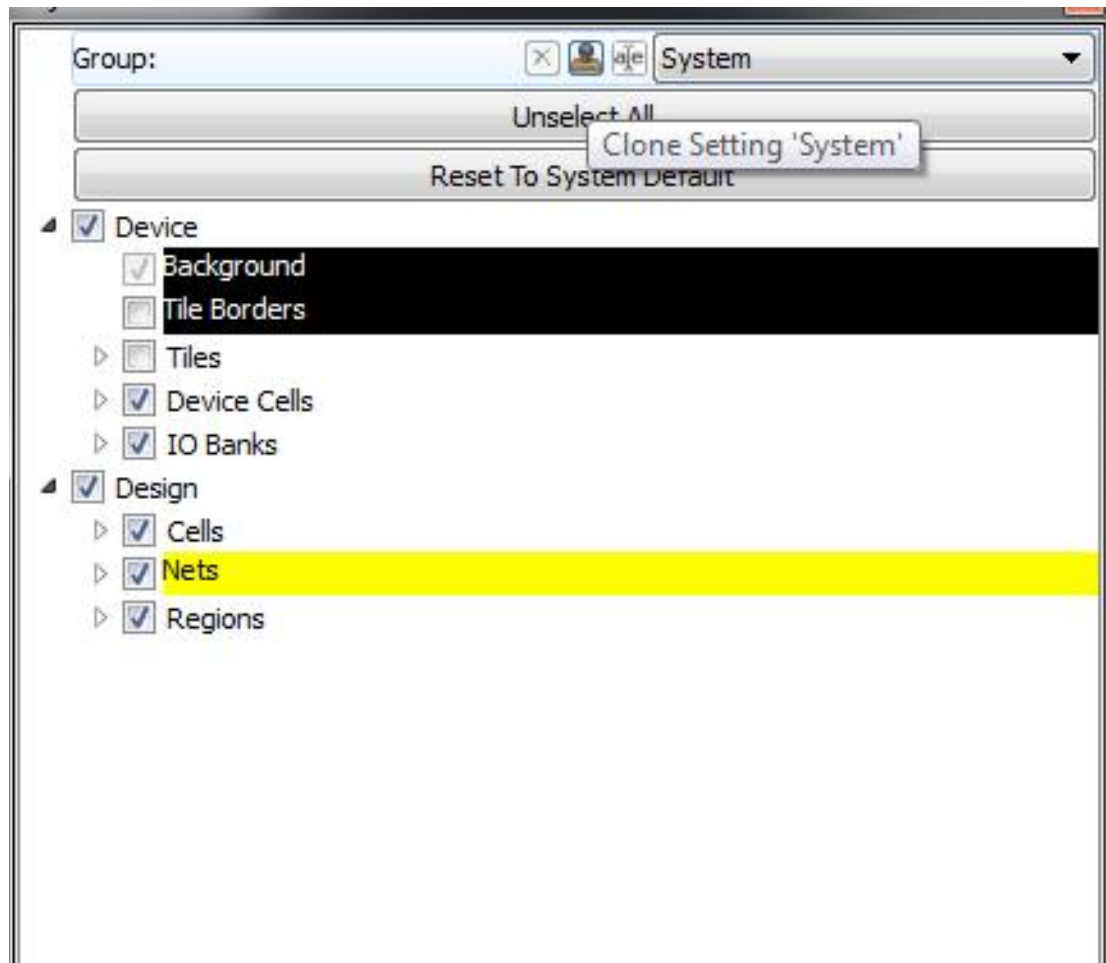 Group: System
Unselect All
Clone Setting 'System'
Reset To System Default
Device
Background
Tile Borders
Tiles
Device Cells
IO Banks
Design
Cells
Nets
Regions